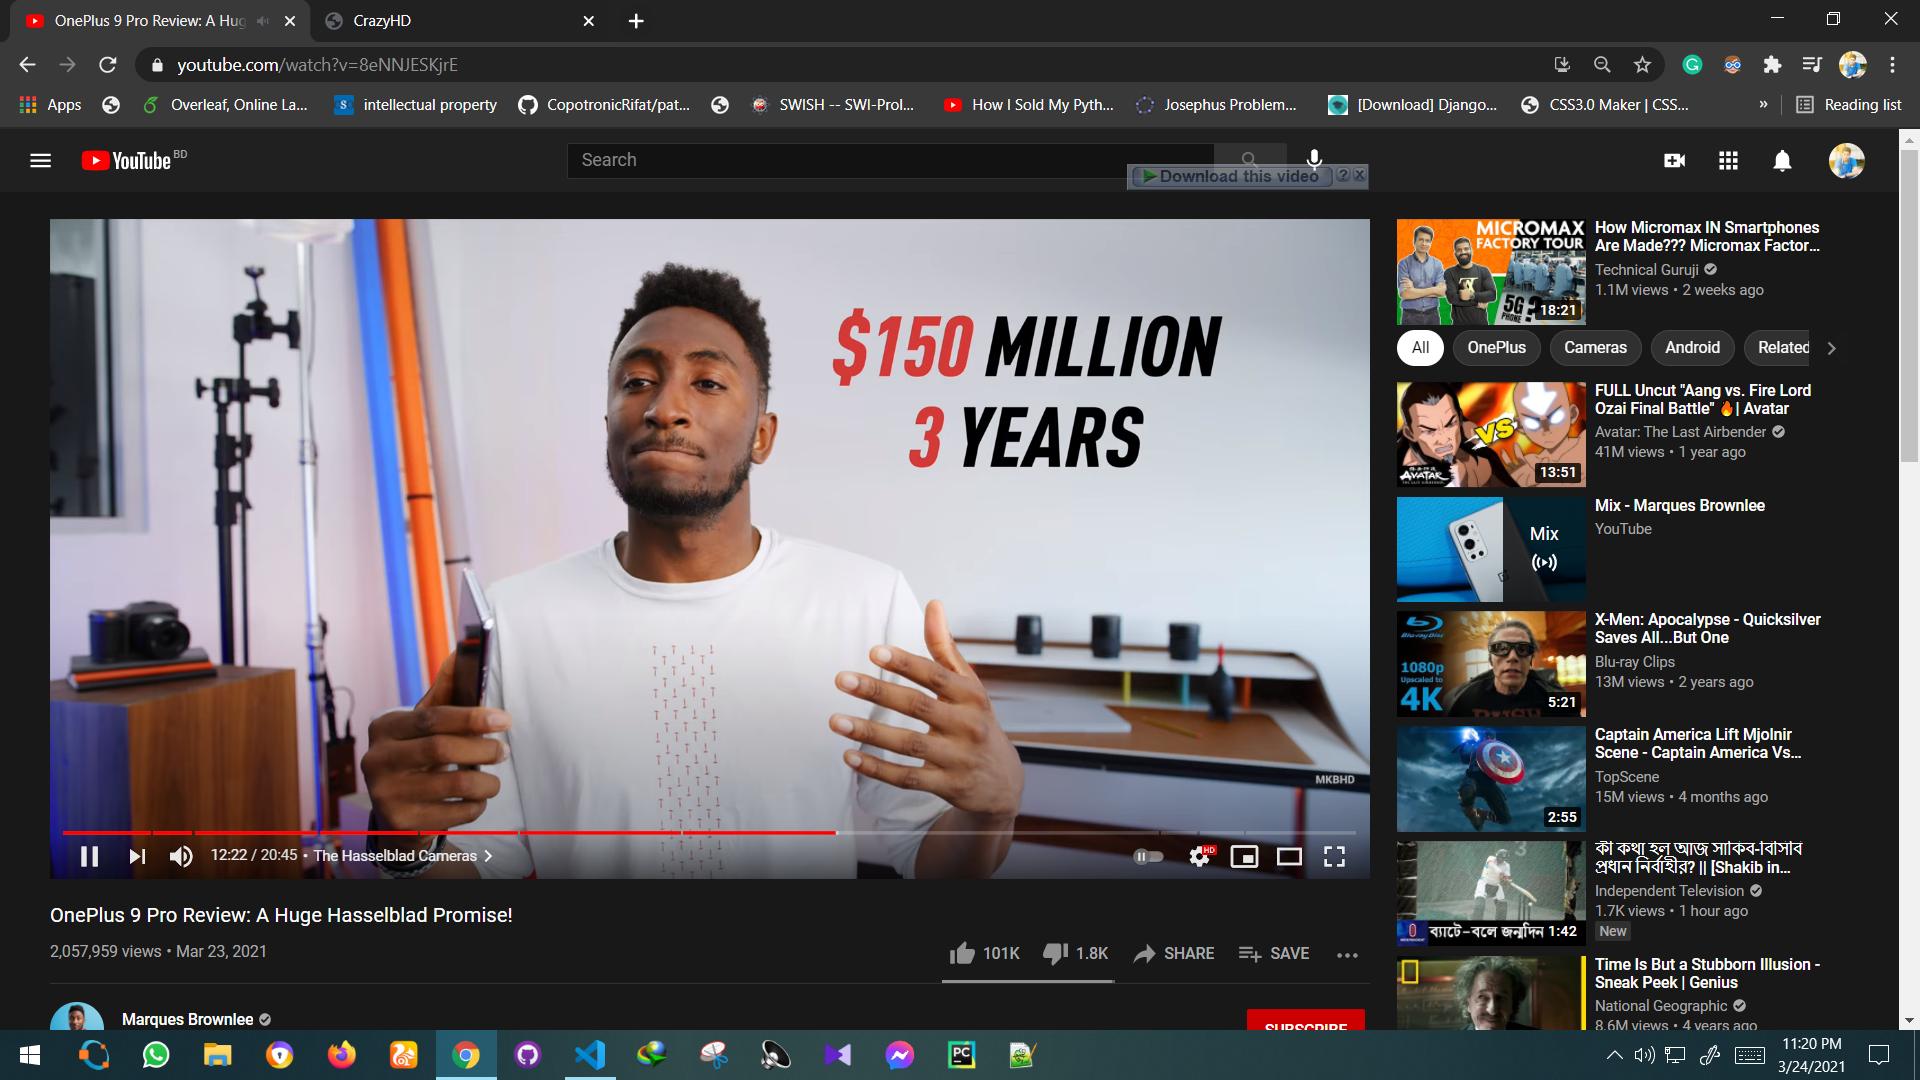 OnePlus 9 Pro Review: A Hug
CrazyHD
youtube.com/watch?v=8eNNJESKjrE
Apps
Overleaf, Online La...
intellectual property
CopotronicRifat/pat...
SWISH -- SWI-Prol...
How I Sold My Pyth...
Josephus Problem...
[Download] Django...
CSS3.0 Maker | CSS...
»
Reading list
YouTube BD
Search
Download this video
$150 MILLION
3 YEARS
MKBHD
12:22 / 20:45 • The Hasselblad Cameras
HD
OnePlus 9 Pro Review: A Huge Hasselblad Promise!
2,057,959 views • Mar 23, 2021
101K
1.8K
SHARE
SAVE
Marques Brownlee
SUBSCRIBE
MICROMAX
FACTORY TOUR
5G ?
PHONE
18:21
How Micromax IN Smartphones
Are Made??? Micromax Factor...
Technical Guruji
1.1M views • 2 weeks ago
All
OnePlus
Cameras
Android
Related
VS
AVATAR
13:51
FULL Uncut "Aang vs. Fire Lord
Ozai Final Battle" 🔥| Avatar
Avatar: The Last Airbender
41M views • 1 year ago
Mix
Mix - Marques Brownlee
YouTube
Blu-ray Disc
1080p
Upscaled to
4K
5:21
X-Men: Apocalypse - Quicksilver
Saves All...But One
Blu-ray Clips
13M views • 2 years ago
2:55
Captain America Lift Mjolnir
Scene - Captain America Vs...
TopScene
15M views • 4 months ago
ব্যাটে-বলে জন্মদিন
1:42
কী কথা হল আজ সাকিব-বিসিবি
প্রধান নির্বাহীর? || [Shakib in...
Independent Television
1.7K views • 1 hour ago
New
Time Is But a Stubborn Illusion -
Sneak Peek | Genius
National Geographic
8.6M views • 4 years ago
11:20 PM
3/24/2021